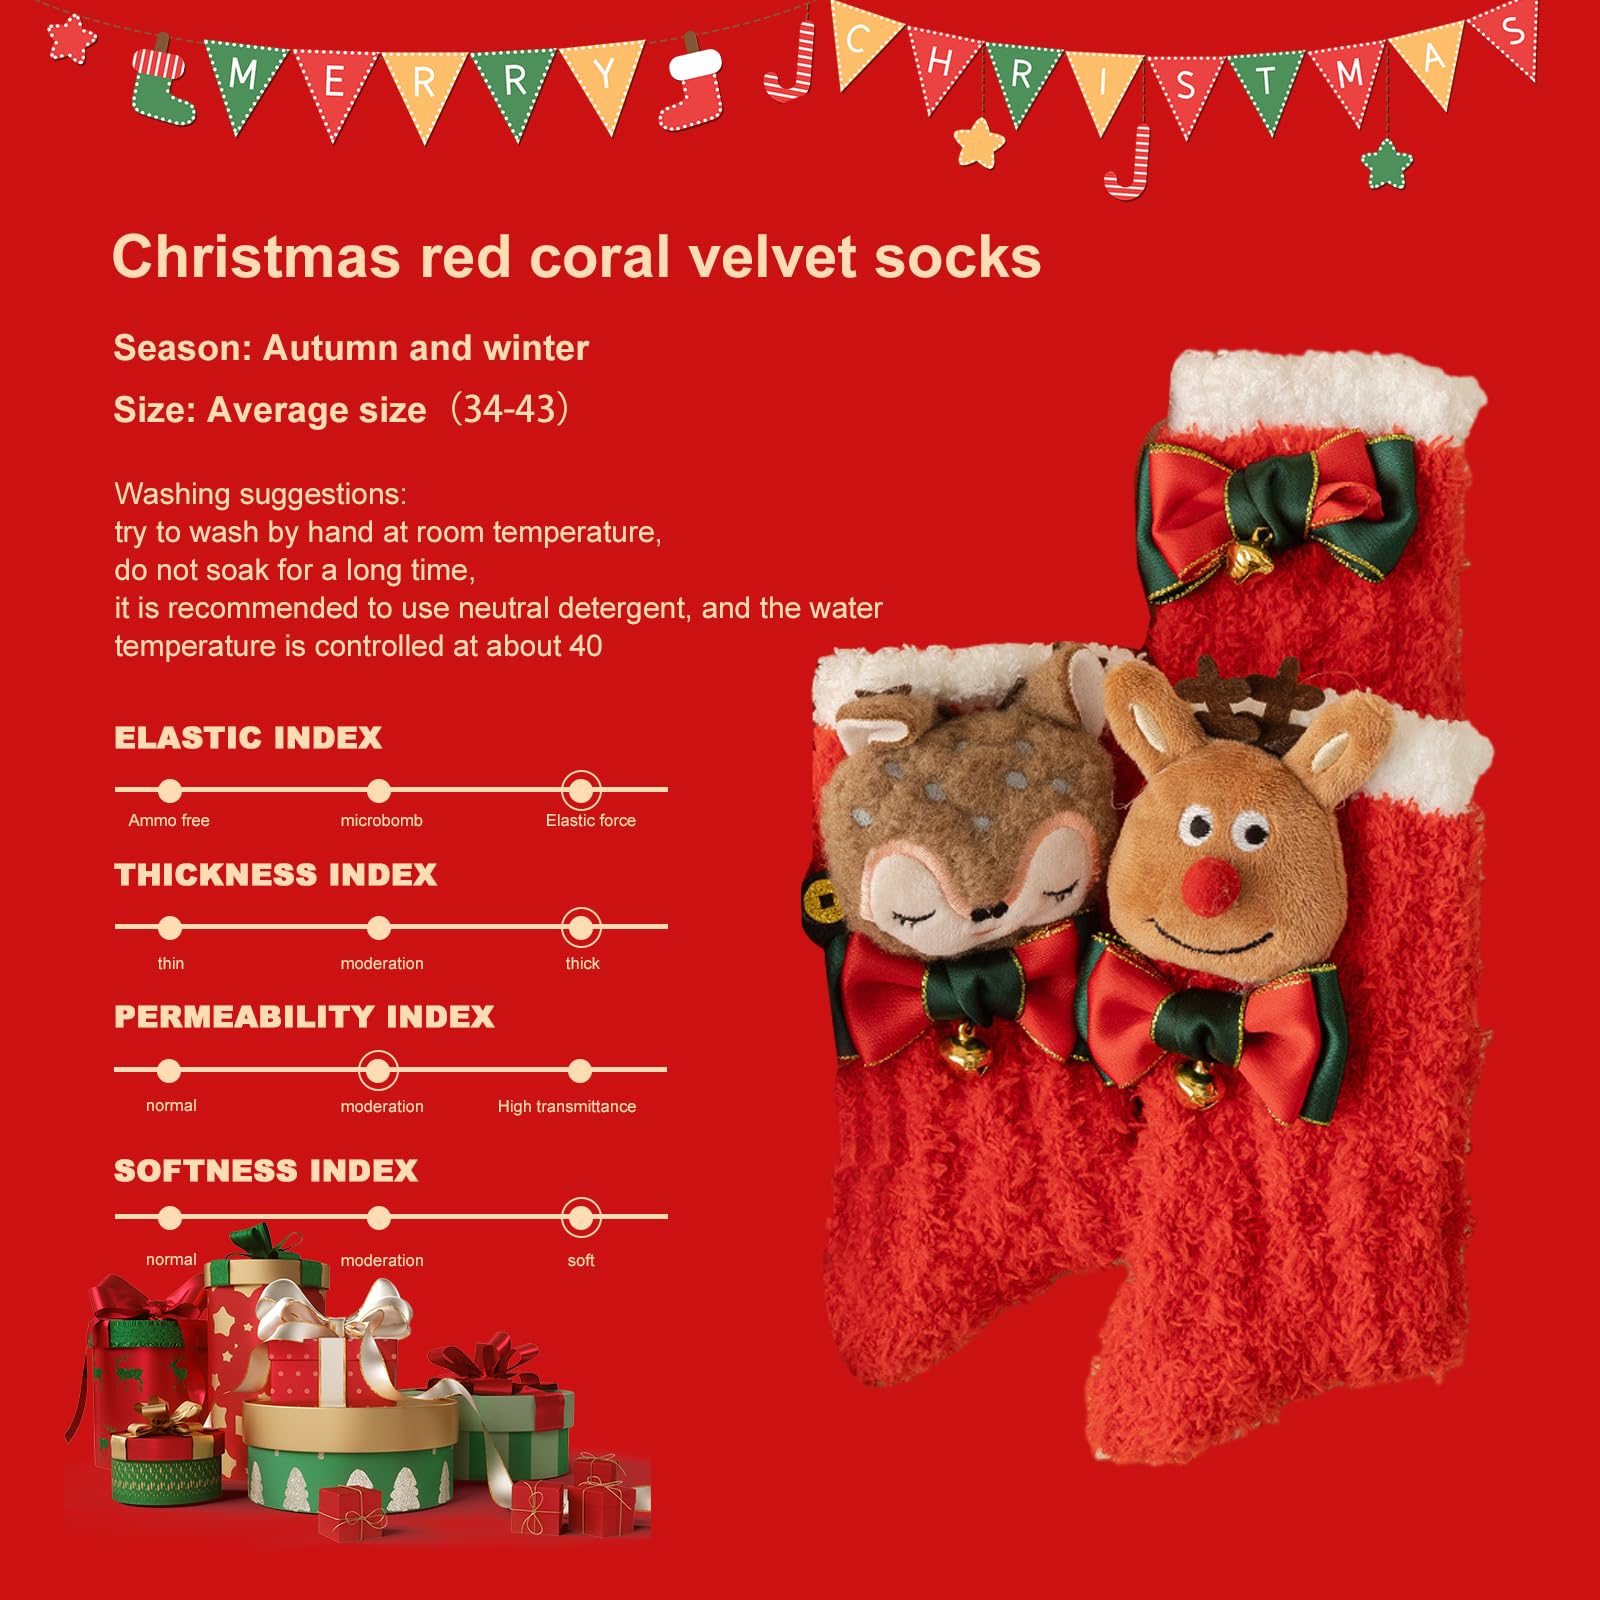 MERRY CHRISTMAS
Christmas red coral velvet socks
Season: Autumn and winter
Size: Average size（34-43）
Washing suggestions:
try to wash by hand at room temperature,
do not soak for a long time,
it is recommended to use neutral detergent, and the water
temperature is controlled at about 40
ELASTIC INDEX
Ammo free microbomb Elastic force
THICKNESS INDEX
thin moderation thick
PERMEABILITY INDEX
normal moderation High transmittance
SOFTNESS INDEX
normal moderation soft